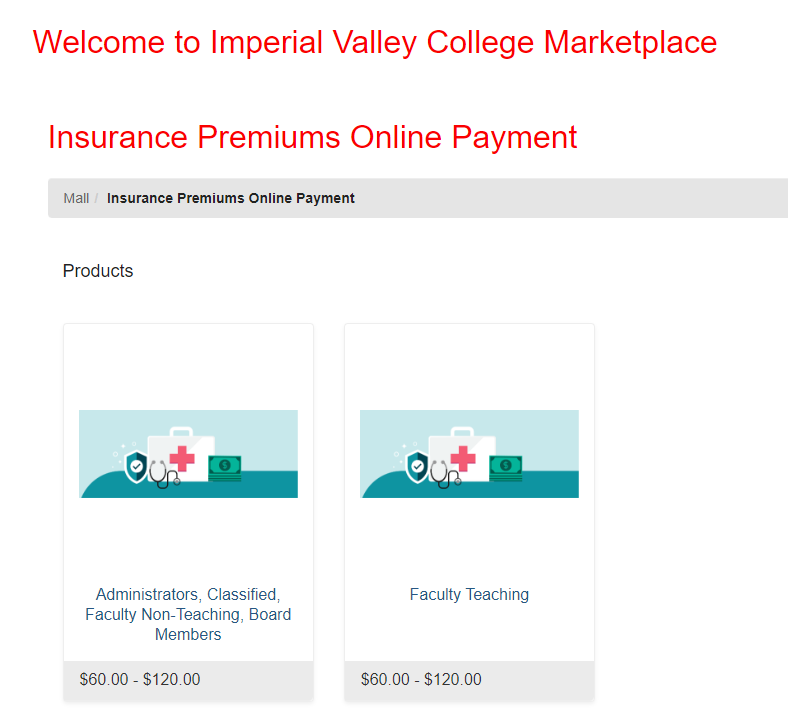 Welcome to Imperial Valley College Marketplace
Insurance Premiums Online Payment
Mall / Insurance Premiums Online Payment
Products
Administrators, Classified,
Faculty Non-Teaching, Board
Members
$60.00 - $120.00
Faculty Teaching
$60.00 - $120.00